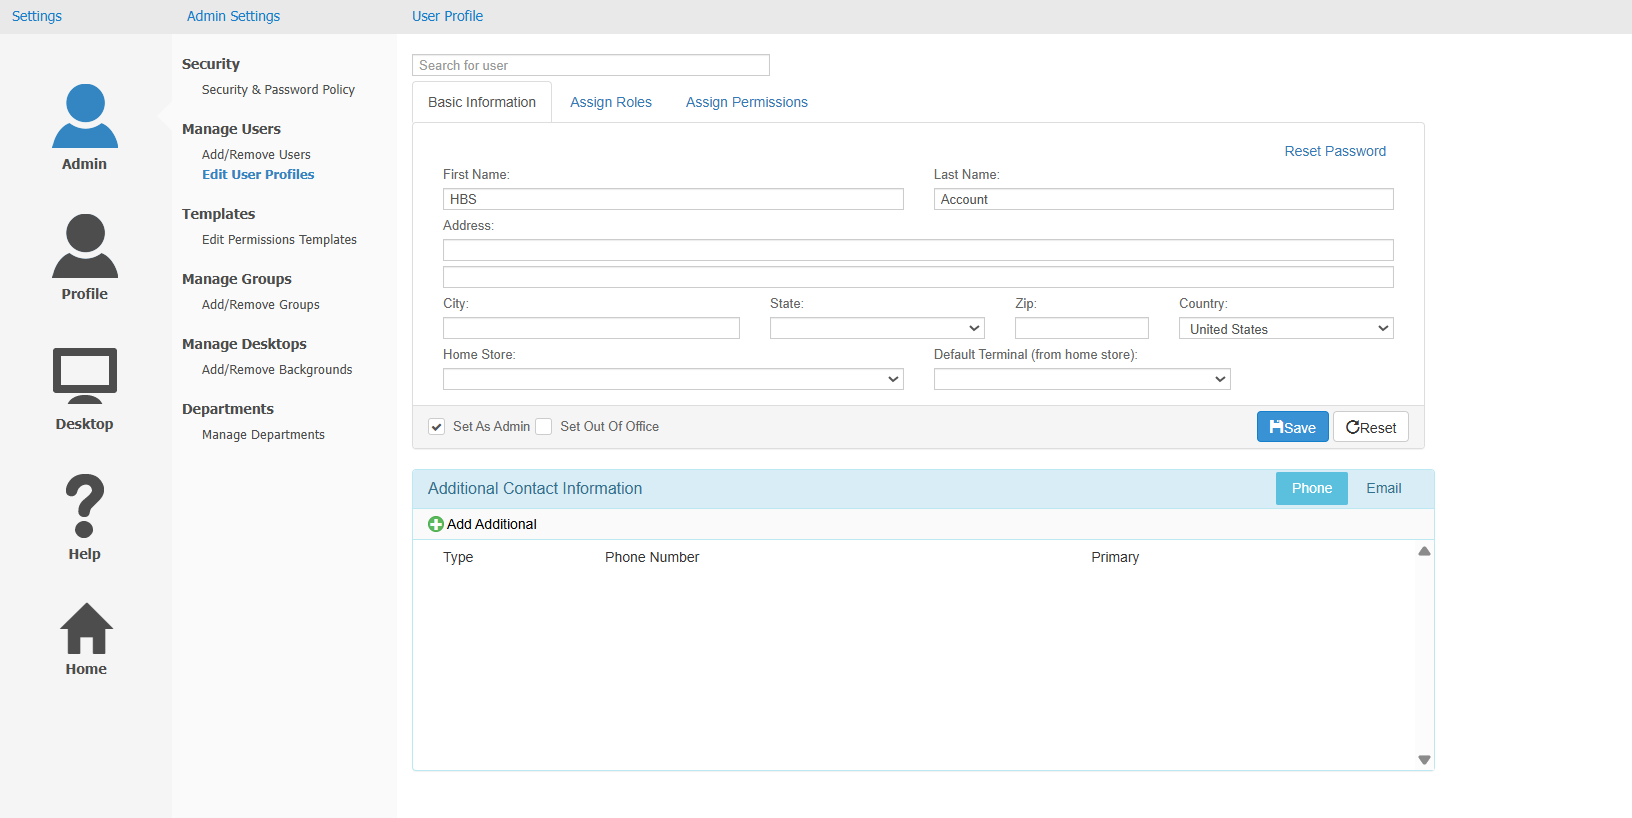 Settings
Admin Settings
User Profile
Admin
Profile
Desktop
Help
Home
Security
Security & Password Policy
Manage Users
Add/Remove Users
Edit User Profiles
Templates
Edit Permissions Templates
Manage Groups
Add/Remove Groups
Manage Desktops
Add/Remove Backgrounds
Departments
Manage Departments
Search for user
Basic Information
Assign Roles
Assign Permissions
Reset Password
First Name:
Last Name:
HBS
Account
Address:
City:
State:
Zip:
Country:
United States
Home Store:
Default Terminal (from home store):
Set As Admin
Set Out Of Office
Save
Reset
Additional Contact Information
Phone
Email
Add Additional
Type
Phone Number
Primary